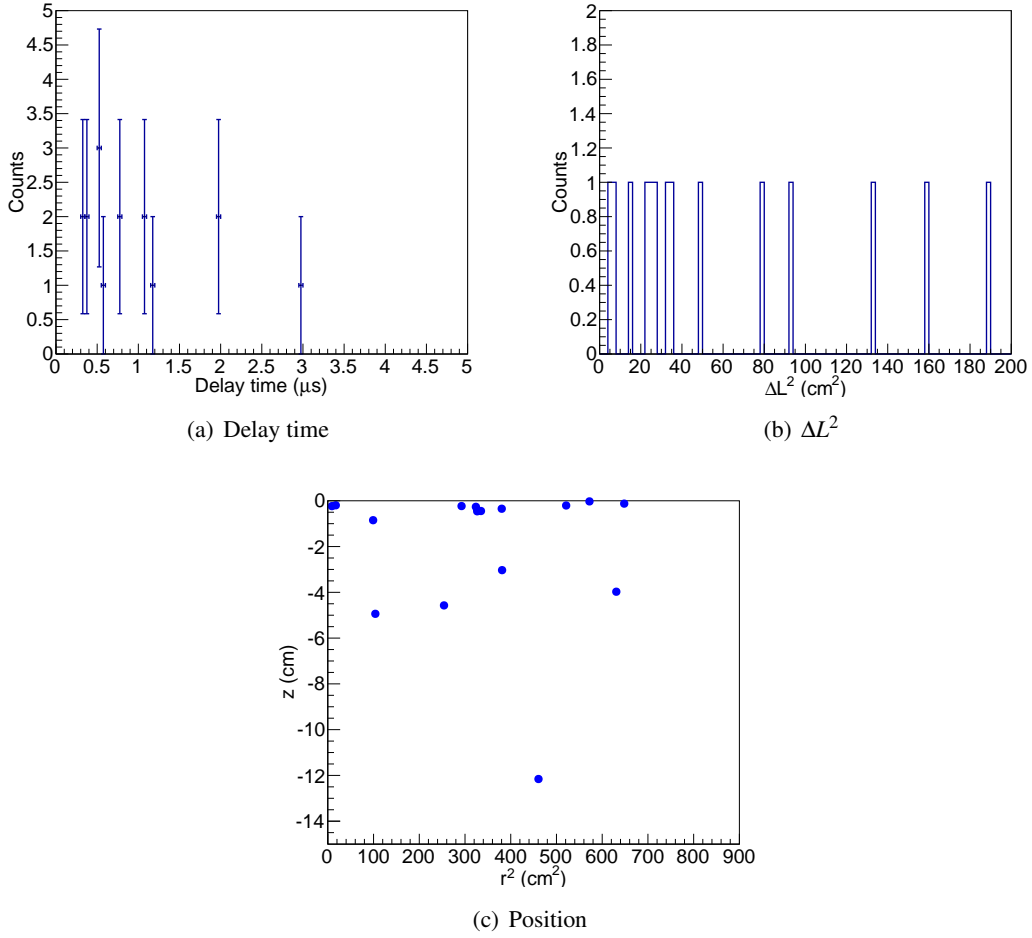 5
4.5
4
3.5
3
2.5
2
1.5
1
0.5
0
Counts
0.5 1 1.5 2 2.5 3 3.5 4 4.5 5
Delay time (μs)
(a) Delay time
2
1.8
1.6
1.4
1.2
1
0.8
0.6
0.4
0.2
0
Counts
0 20 40 60 80 100 120 140 160 180 200
ΔL² (cm²)
(b) ΔL²
0
-2
-4
-6
-8
-10
-12
-14
z (cm)
0 100 200 300 400 500 600 700 800 900
r² (cm²)
(c) Position